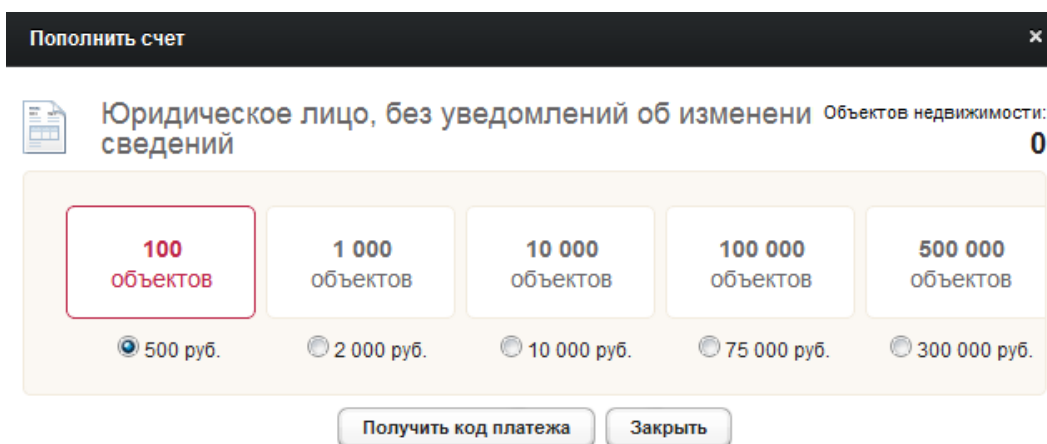 Пополнить счет ×
Юридическое лицо, без уведомлений об изменени
сведений
Объектов недвижимости:
0
100 1 000 10 000 100 000 500 000
объектов объектов объектов объектов объектов
500 руб. 2 000 руб. 10 000 руб. 75 000 руб. 300 000 руб.
Получить код платежа Закрыть